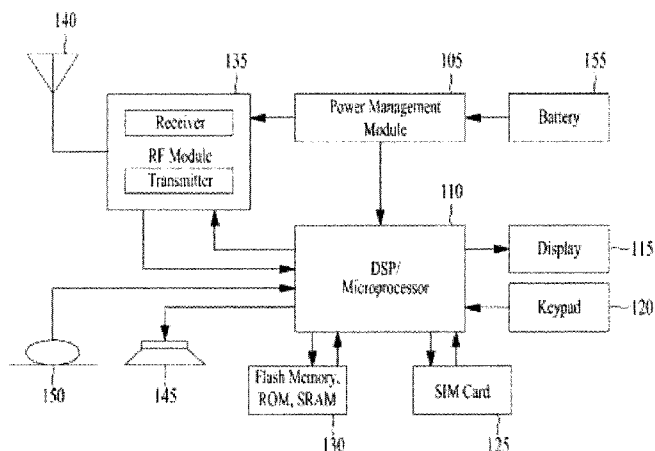 140
135
105
155
Receiver
RF Module
Transmitter
Power Management
Module
Battery
110
DSP/
Microprocessor
Display
115
Keypad
120
150
145
Flash Memory,
ROM, SRAM
130
SIM Card
125